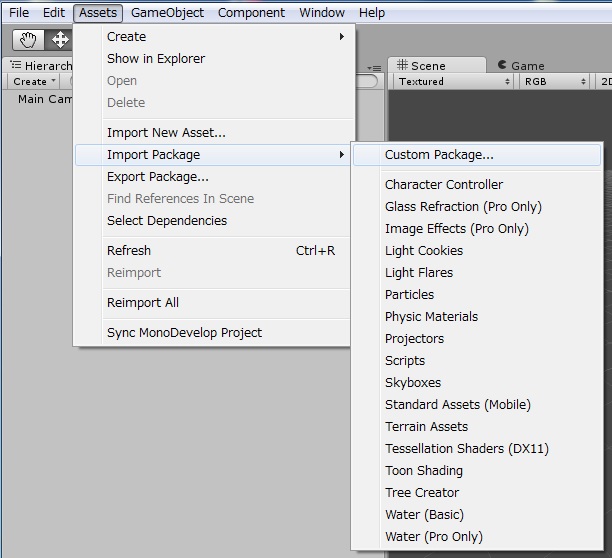 File Edit Assets GameObject Component Window Help
Create
Show in Explorer
Open
Delete
Import New Asset...
Import Package
Export Package...
Find References In Scene
Select Dependencies
Refresh Ctrl+R
Reimport
Reimport All
Sync MonoDevelop Project
Hierarch
Create
Main Cam
Scene Game
Textured RGB 2D
Custom Package...
Character Controller
Glass Refraction (Pro Only)
Image Effects (Pro Only)
Light Cookies
Light Flares
Particles
Physic Materials
Projectors
Scripts
Skyboxes
Standard Assets (Mobile)
Terrain Assets
Tessellation Shaders (DX11)
Toon Shading
Tree Creator
Water (Basic)
Water (Pro Only)